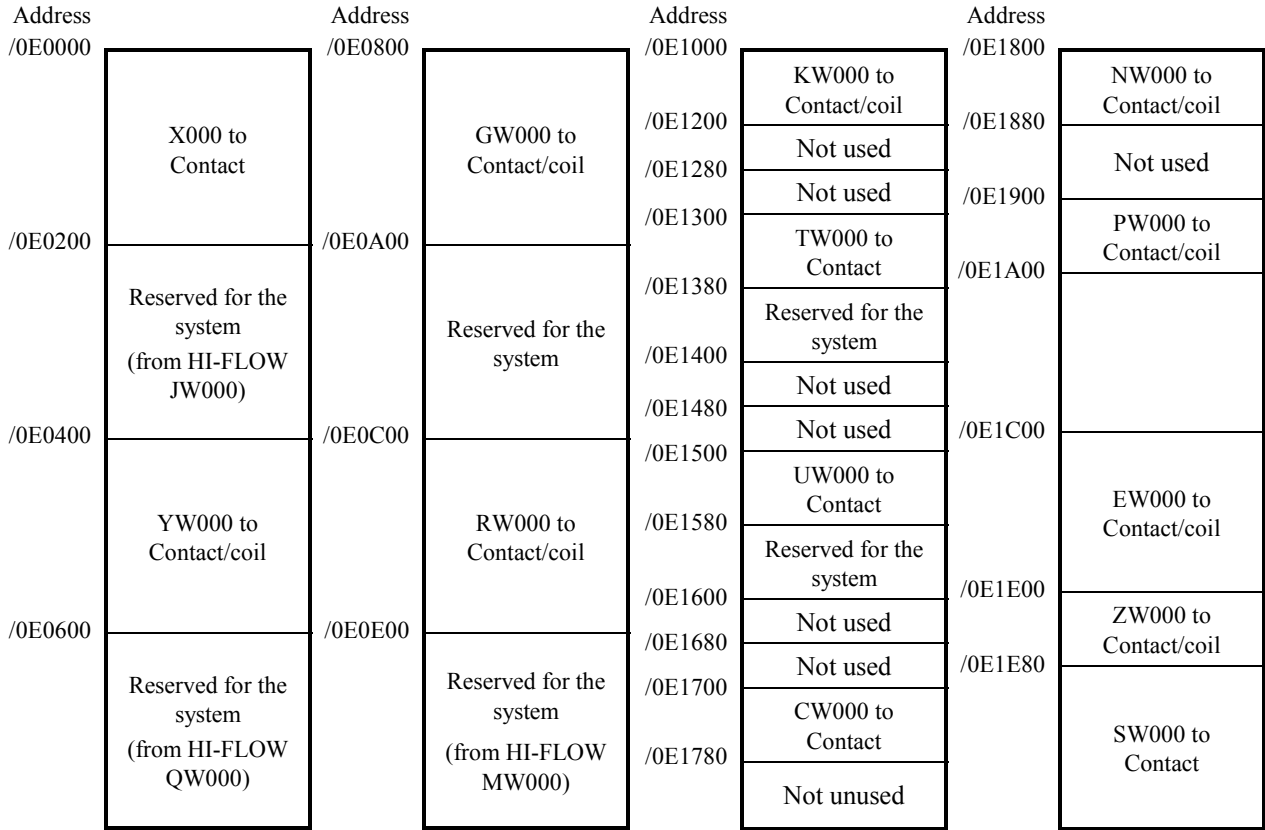 Address
/0E0000
X000 to
Contact
/0E0200
Reserved for the
system
(from HI-FLOW
JW000)
/0E0400
YW000 to
Contact/coil
/0E0600
Reserved for the
system
(from HI-FLOW
QW000)
Address
/0E0800
GW000 to
Contact/coil
/0E0A00
Reserved for the
system
/0E0C00
RW000 to
Contact/coil
/0E0E00
Reserved for the
system
(from HI-FLOW
MW000)
Address
/0E1000
KW000 to
Contact/coil
/0E1200
Not used
/0E1280
Not used
/0E1300
TW000 to
Contact
/0E1380
Reserved for the
system
/0E1400
Not used
/0E1480
Not used
/0E1500
UW000 to
Contact
/0E1580
Reserved for the
system
/0E1600
Not used
/0E1680
Not used
/0E1700
CW000 to
Contact
/0E1780
Not unused
Address
/0E1800
NW000 to
Contact/coil
/0E1880
Not used
/0E1900
PW000 to
Contact/coil
/0E1A00
/0E1C00
EW000 to
Contact/coil
/0E1E00
ZW000 to
Contact/coil
/0E1E80
SW000 to
Contact